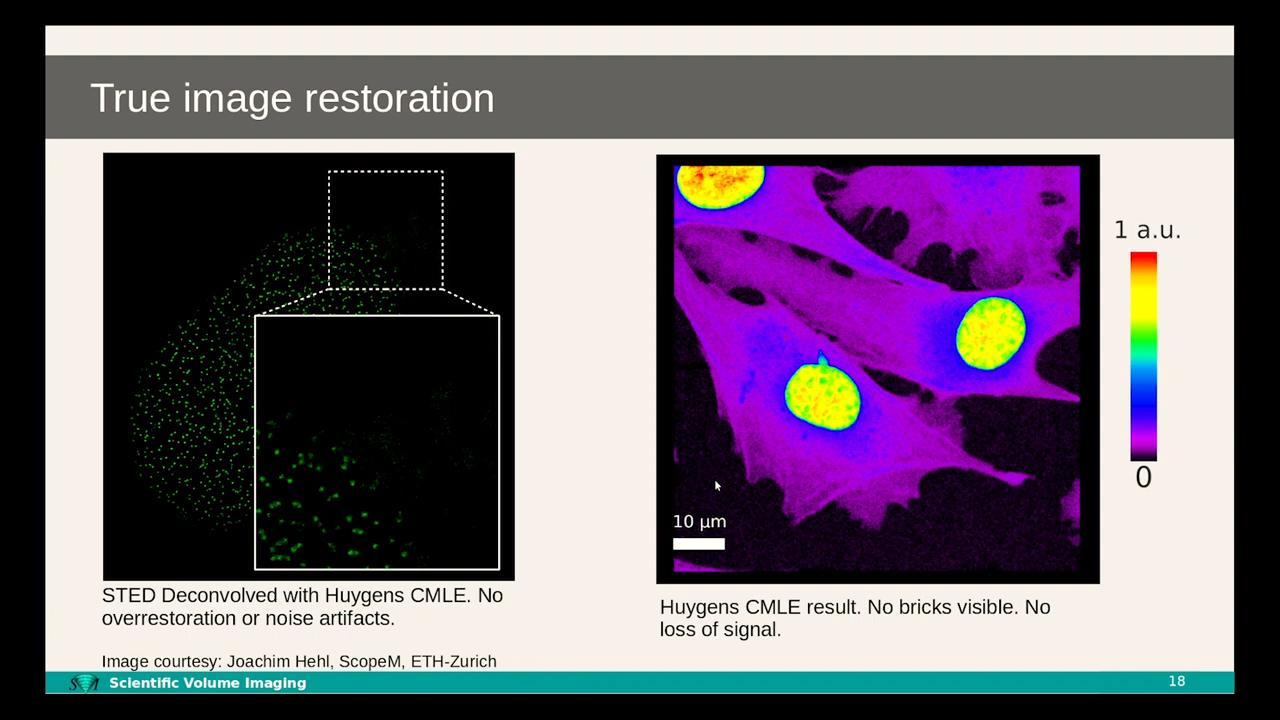 True image restoration
1 a.u.
0
10 µm
STED Deconvolved with Huygens CMLE. No
overrestoration or noise artifacts.
Image courtesy: Joachim Hehl, ScopeM, ETH-Zurich
Huygens CMLE result. No bricks visible. No
loss of signal.
SVI Scientific Volume Imaging
18